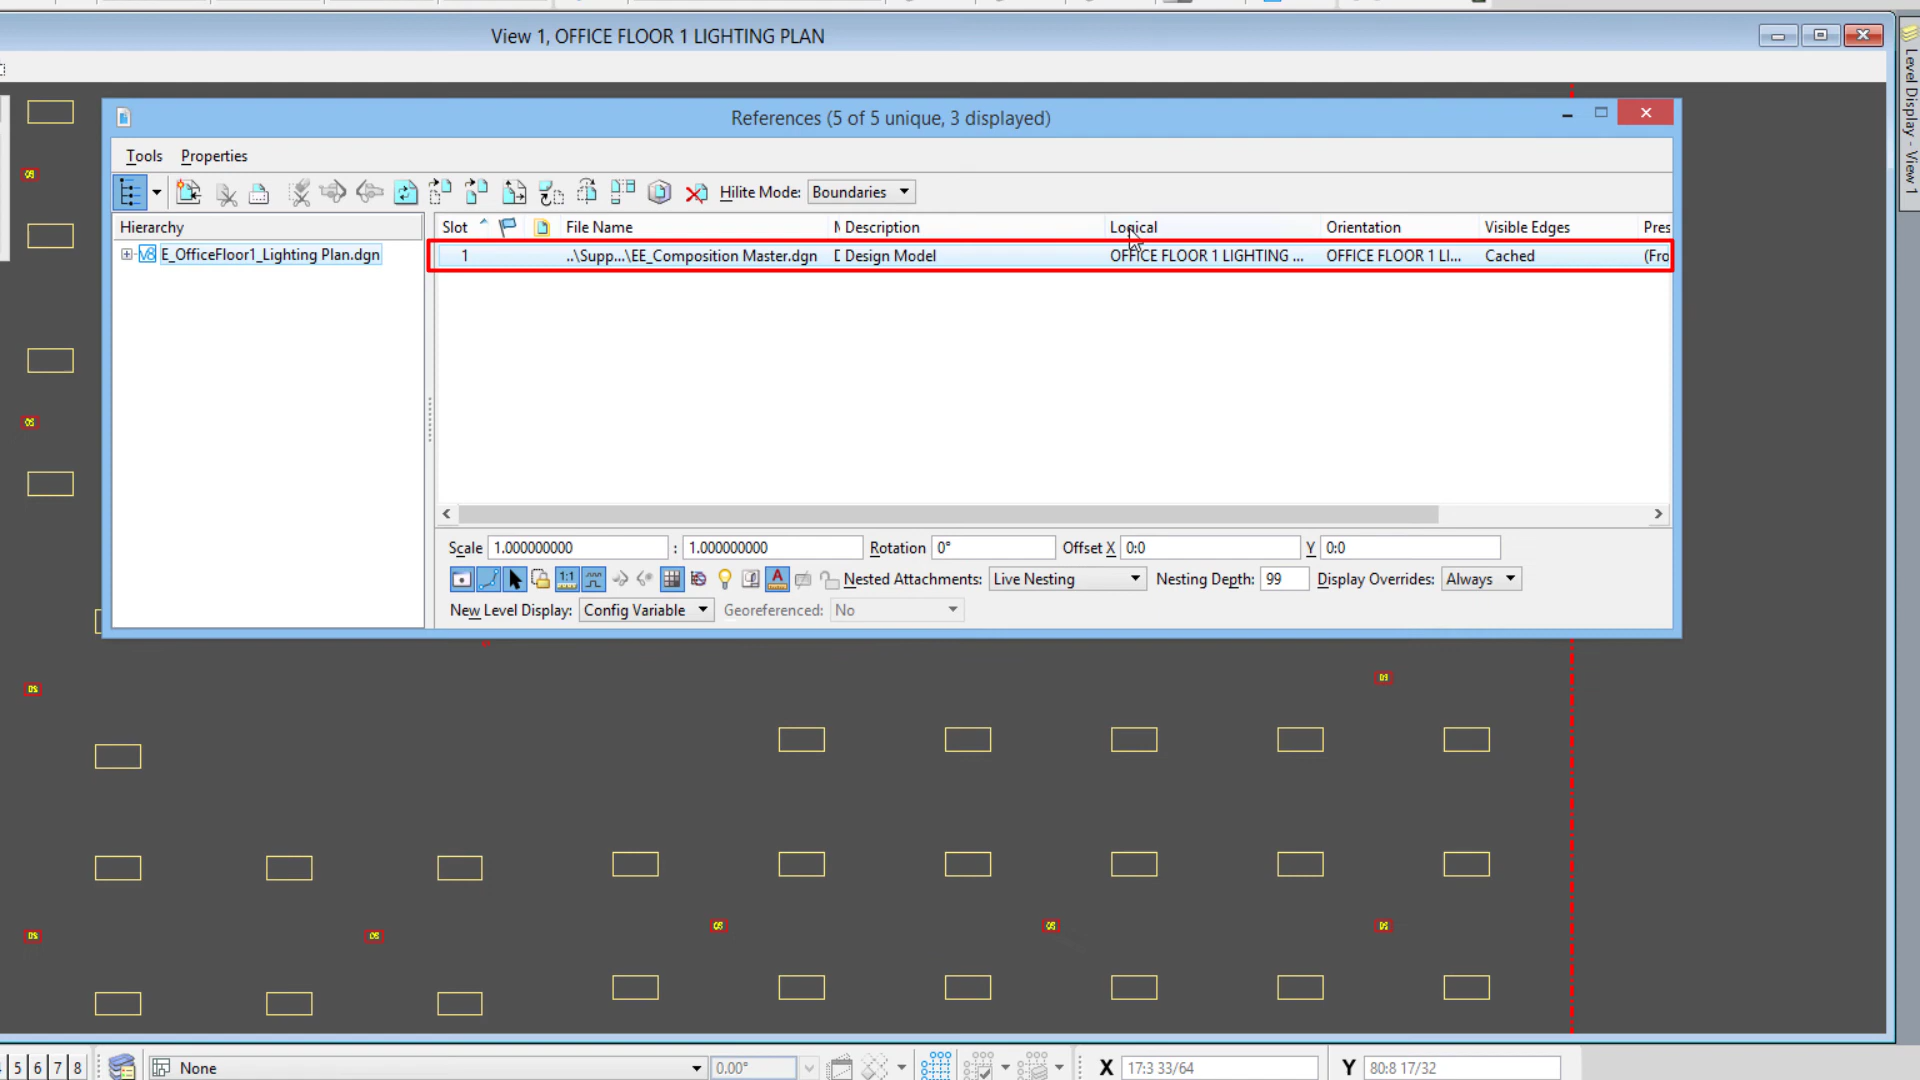 View 1, OFFICE FLOOR 1 LIGHTING PLAN
Level Display - View 1
References (5 of 5 unique, 3 displayed)
Tools Properties
Hilite Mode: Boundaries
Hierarchy
Slot File Name Description Logical Orientation Visible Edges Pres
E_OfficeFloor1_Lighting Plan.dgn
1 ..\Supp...\EE_Composition Master.dgn Design Model OFFICE FLOOR 1 LIGHTING ... OFFICE FLOOR 1 LI... Cached (Fro
Scale 1.000000000 : 1.000000000 Rotation 0° Offset X 0:0 Y 0:0
1:1 Nested Attachments: Live Nesting Nesting Depth: 99 Display Overrides: Always
New Level Display: Config Variable Georeferenced: No
5 6 7 8 None 0.00° X 17:3 33/64 Y 80:8 17/32